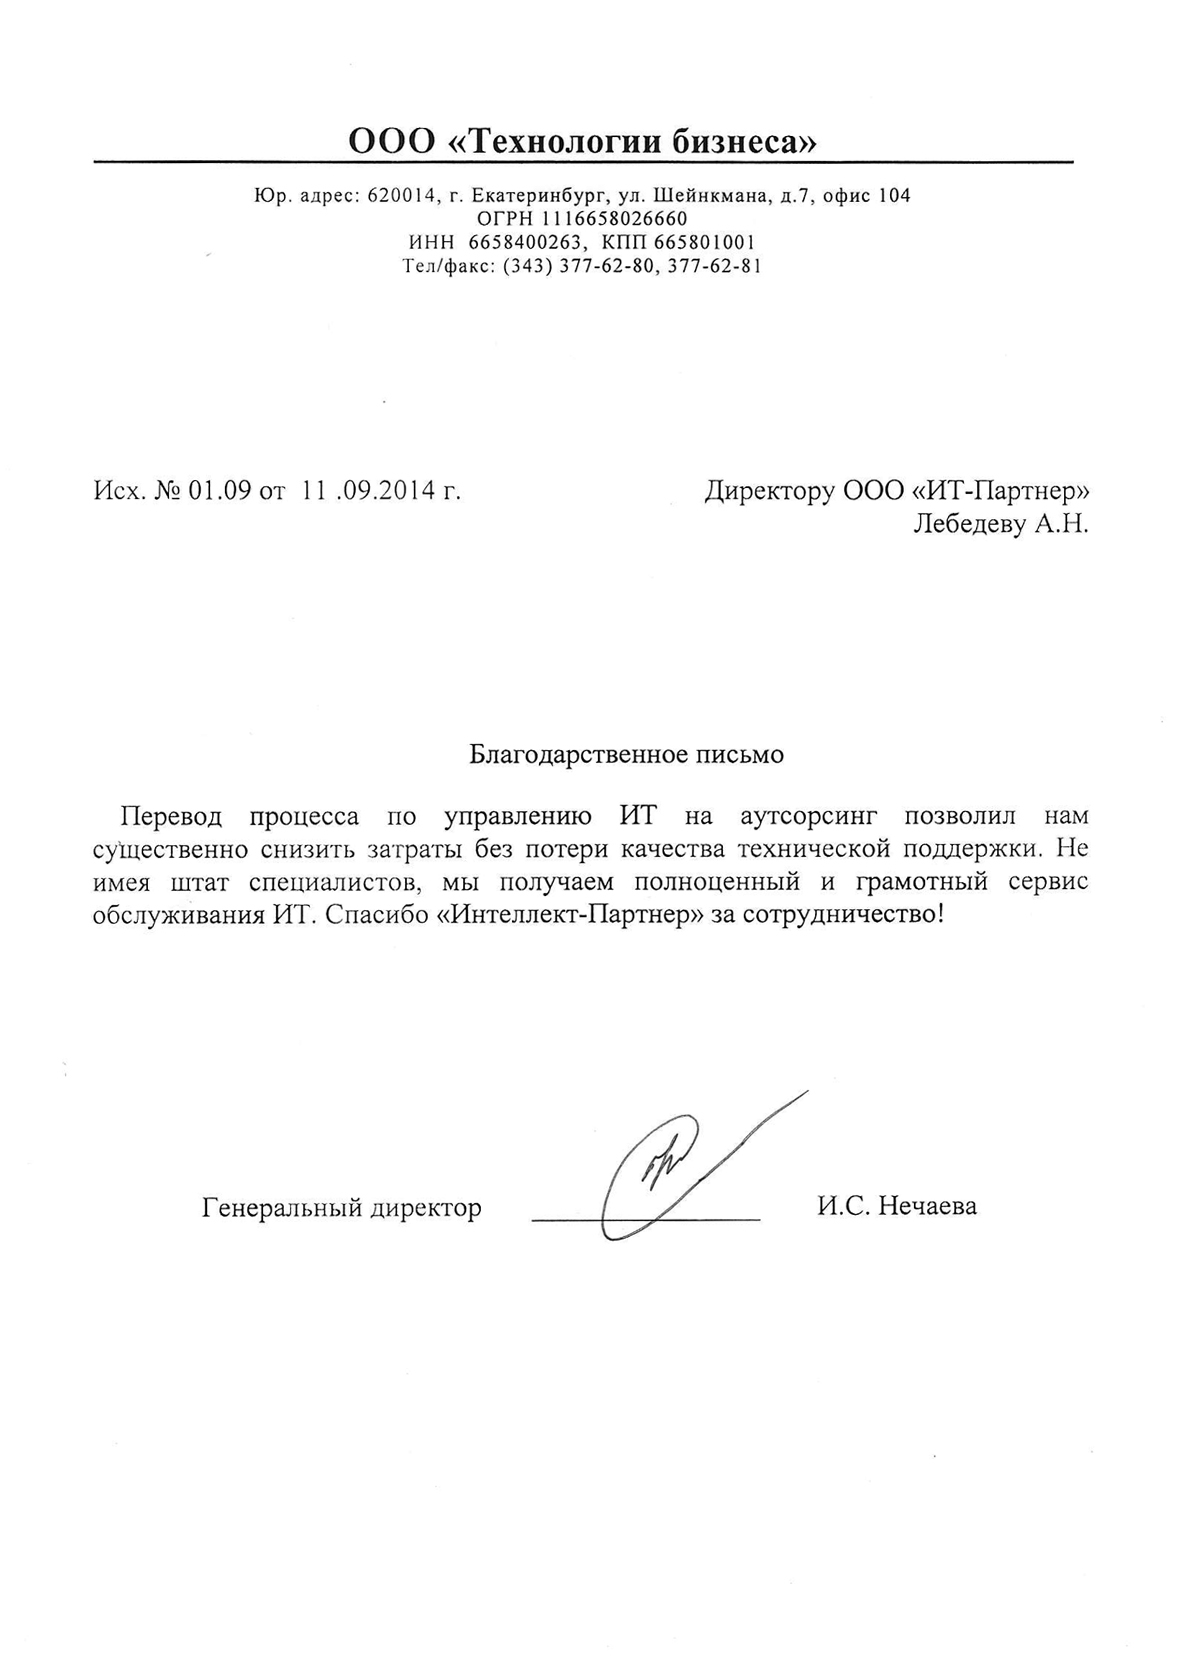 ООО «Технологии бизнеса»
Юр. адрес: 620014, г. Екатеринбург, ул. Шейнкмана, д.7, офис 104
ОГРН 1116658026660
ИНН 6658400263, КПП 665801001
Тел/факс: (343) 377-62-80, 377-62-81
Исх. № 01.09 от 11 .09.2014 г.
Директору ООО «ИТ-Партнер»
Лебедеву А.Н.
Благодарственное письмо
Перевод процесса по управлению ИТ на аутсорсинг позволил нам
существенно снизить затраты без потери качества технической поддержки. Не
имея штат специалистов, мы получаем полноценный и грамотный сервис
обслуживания ИТ. Спасибо «Интеллект-Партнер» за сотрудничество!
Генеральный директор И.С. Нечаева